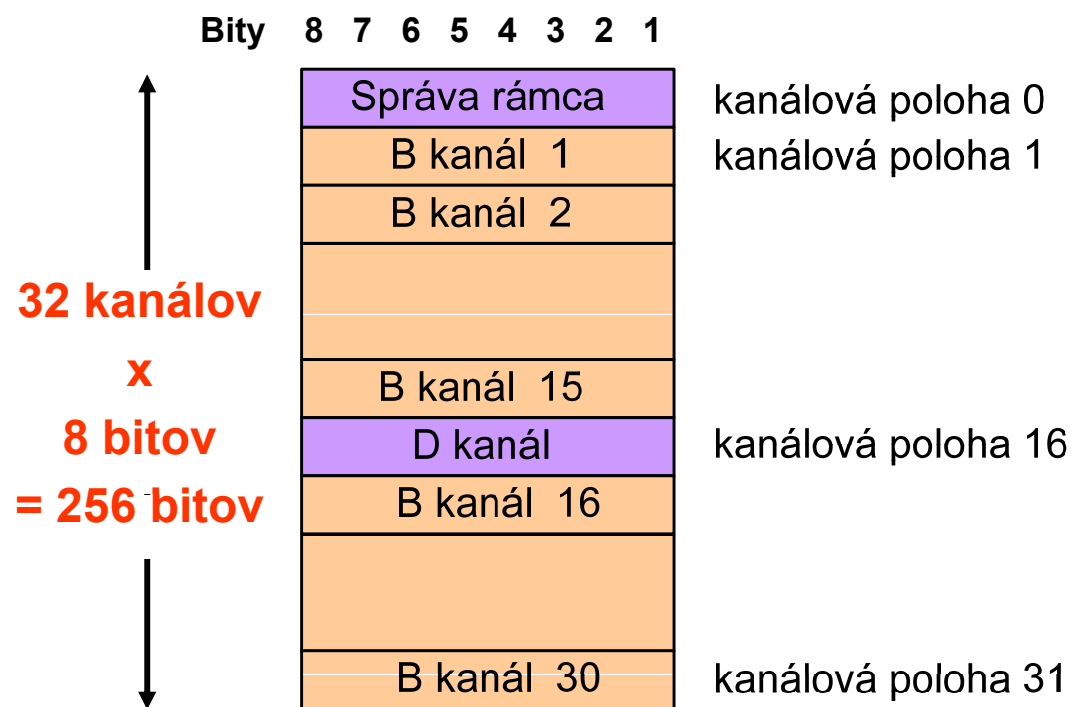 Bity 8 7 6 5 4 3 2 1
Správa rámca kanálová poloha 0
B kanál 1 kanálová poloha 1
B kanál 2
32 kanálov
x
8 bitov
= 256 bitov
B kanál 15
D kanál kanálová poloha 16
B kanál 16
B kanál 30 kanálová poloha 31